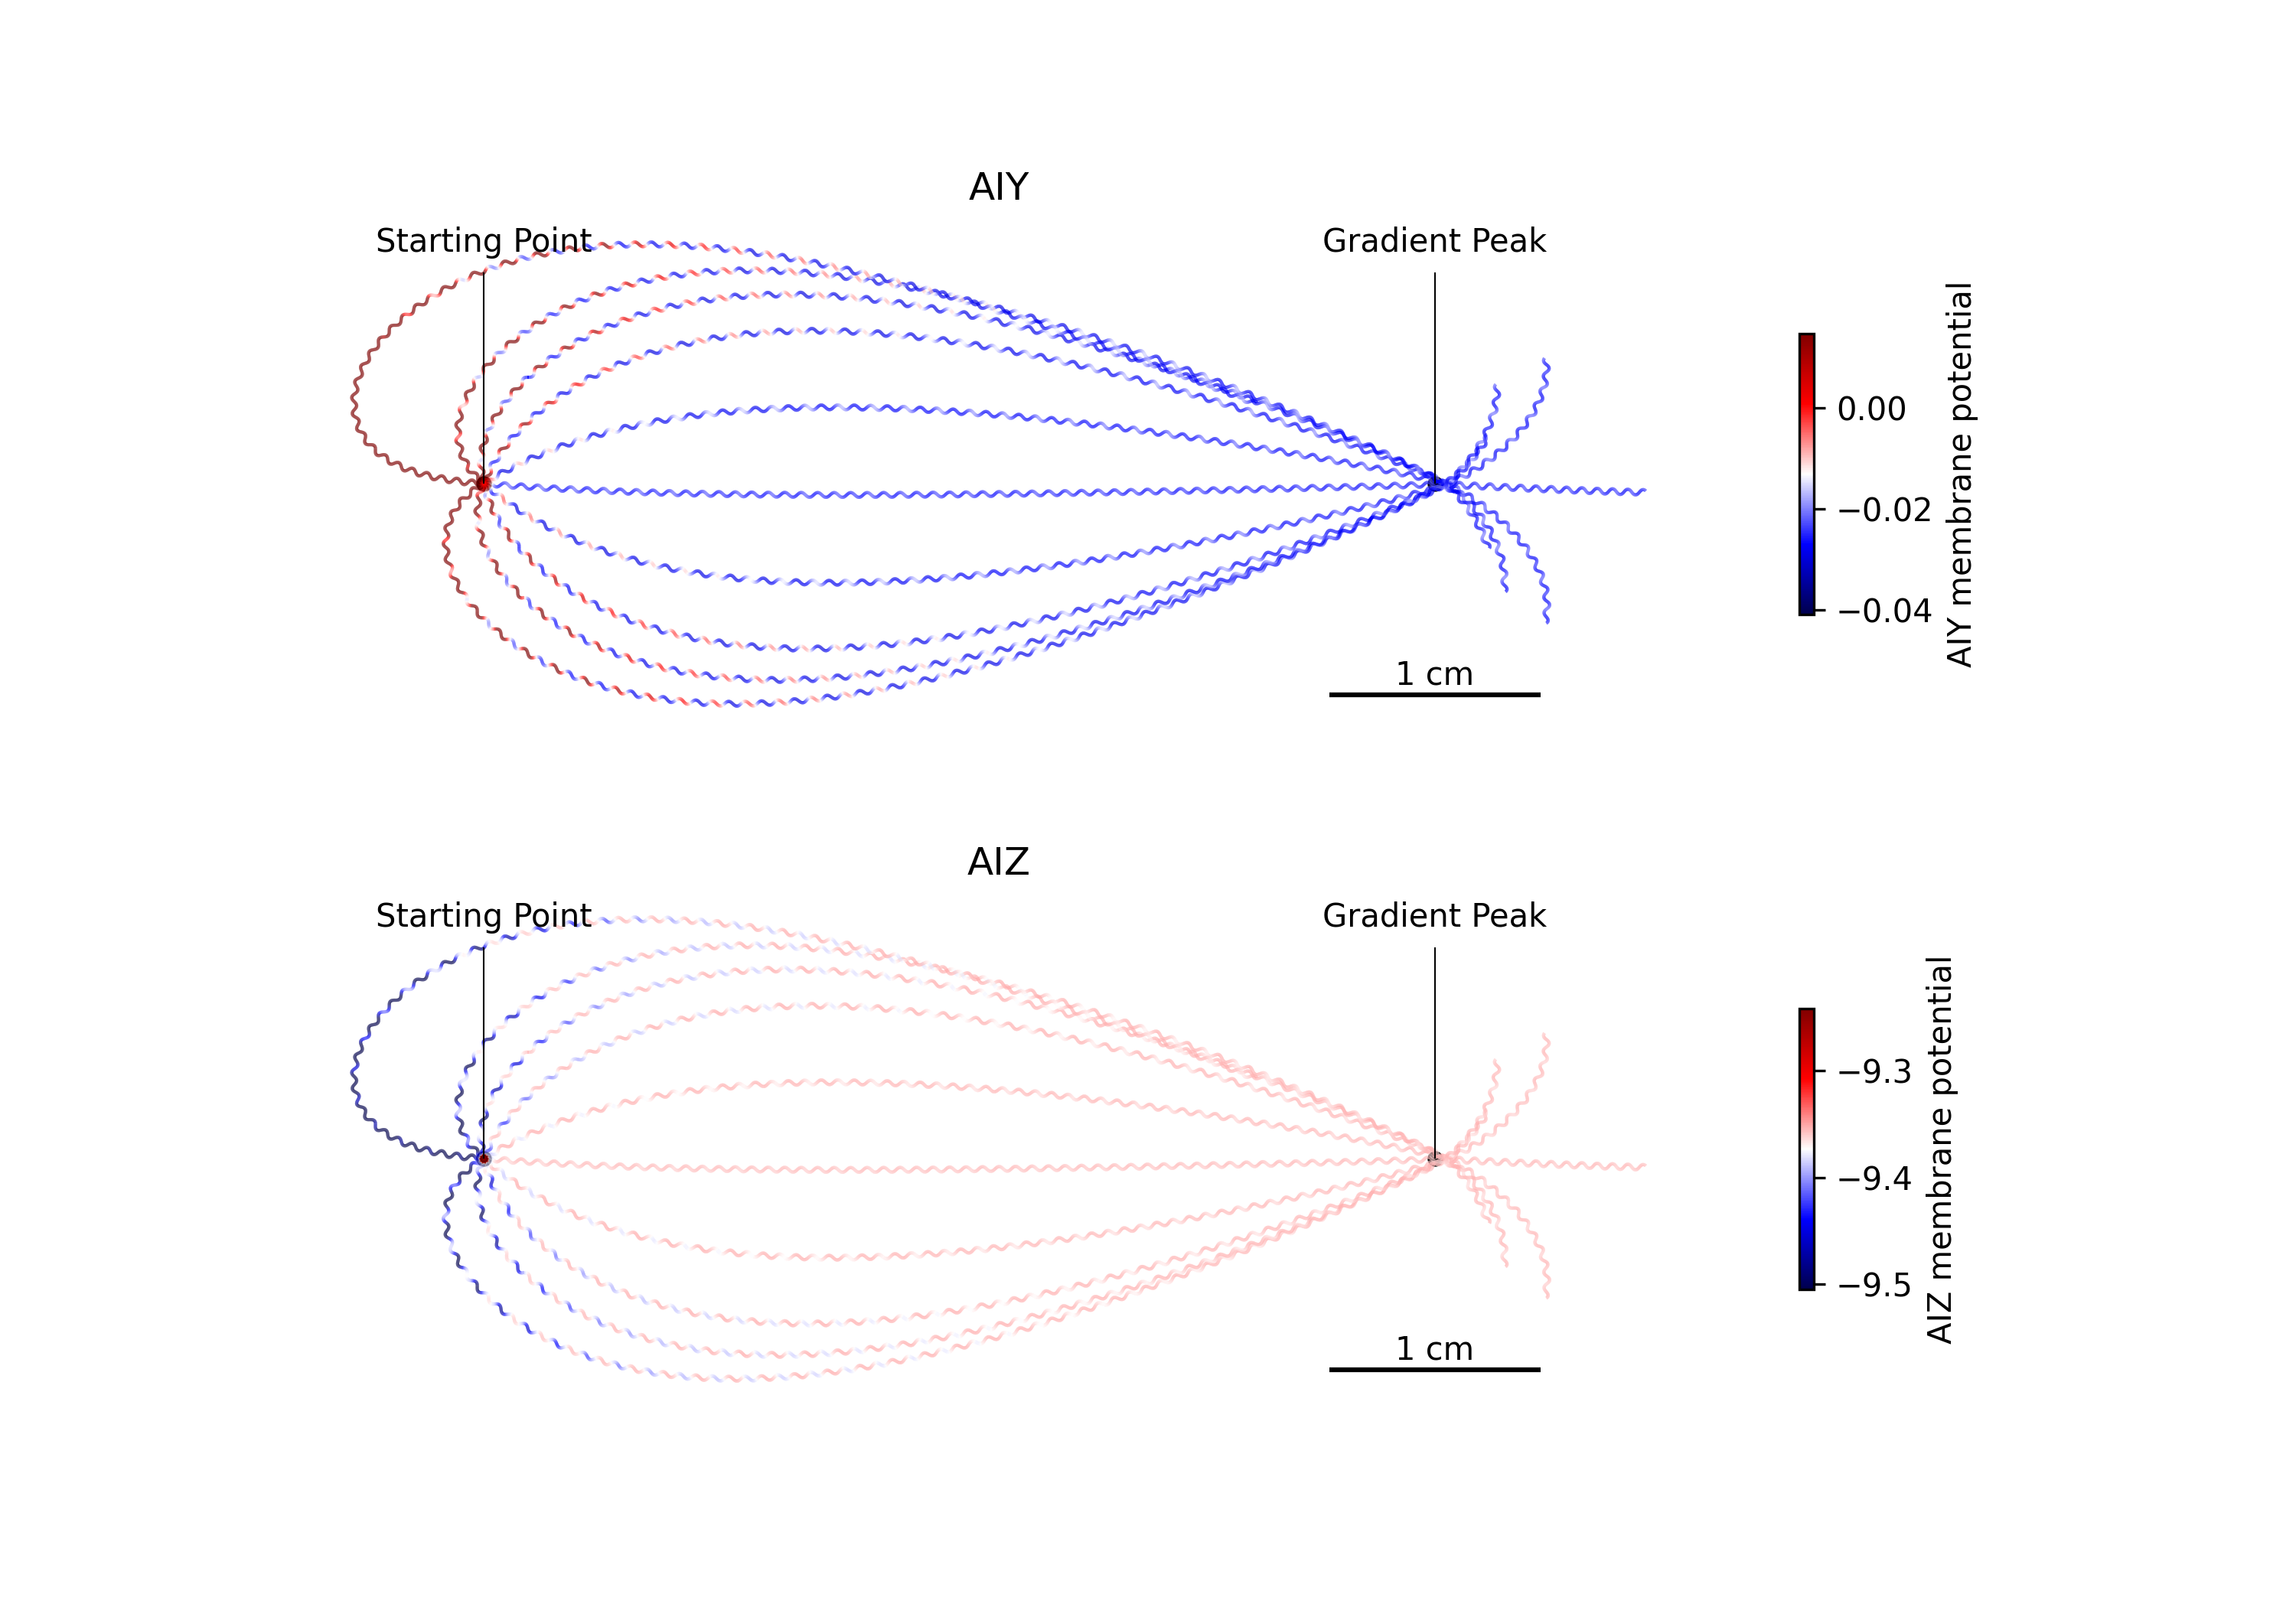 AIY
Starting Point
Gradient Peak
0.00
−0.02
−0.04
AIY membrane potential
1 cm
AIZ
Starting Point
Gradient Peak
−9.3
−9.4
−9.5
AIZ membrane potential
1 cm